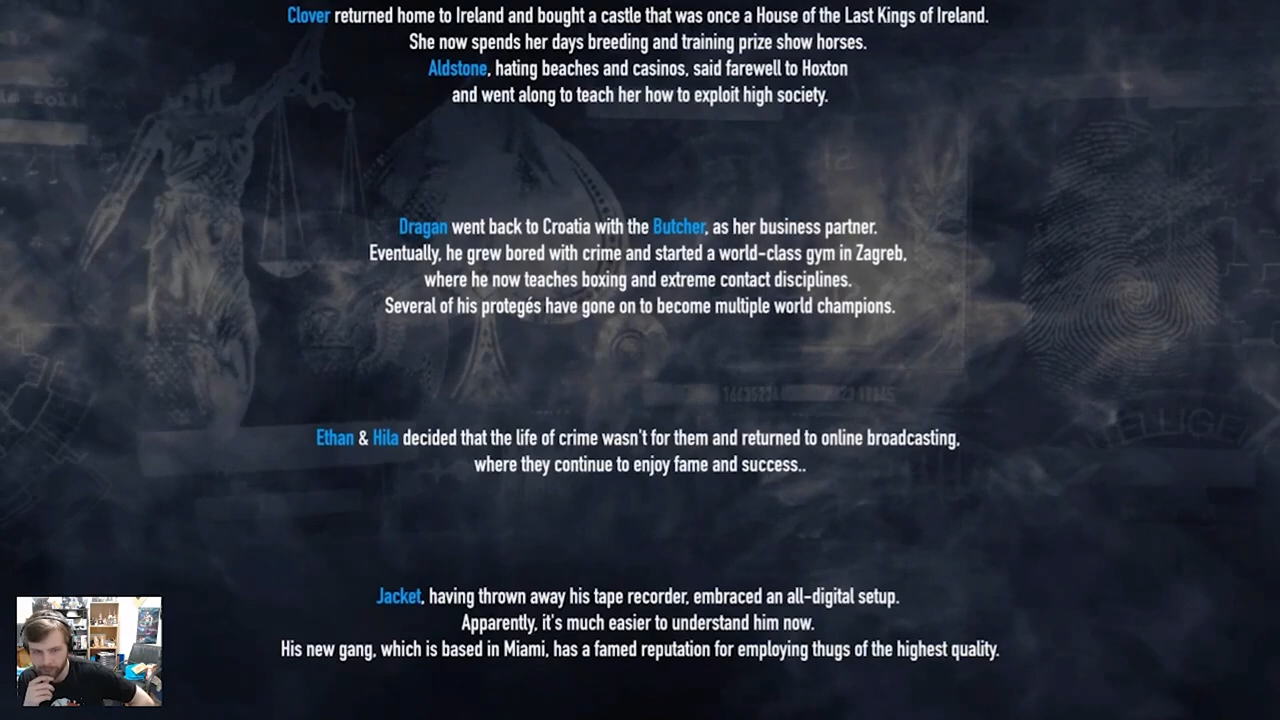 Clover returned home to Ireland and bought a castle that was once a House of the Last Kings of Ireland.
She now spends her days breeding and training prize show horses.
Aldstone, hating beaches and casinos, said farewell to Hoxton
and went along to teach her how to exploit high society.
Dragan went back to Croatia with the Butcher, as her business partner.
Eventually, he grew bored with crime and started a world-class gym in Zagreb,
where he now teaches boxing and extreme contact disciplines.
Several of his protegés have gone on to become multiple world champions.
Ethan & Hila decided that the life of crime wasn't for them and returned to online broadcasting,
where they continue to enjoy fame and success..
Jacket, having thrown away his tape recorder, embraced an all-digital setup.
Apparently, it's much easier to understand him now.
His new gang, which is based in Miami, has a famed reputation for employing thugs of the highest quality.